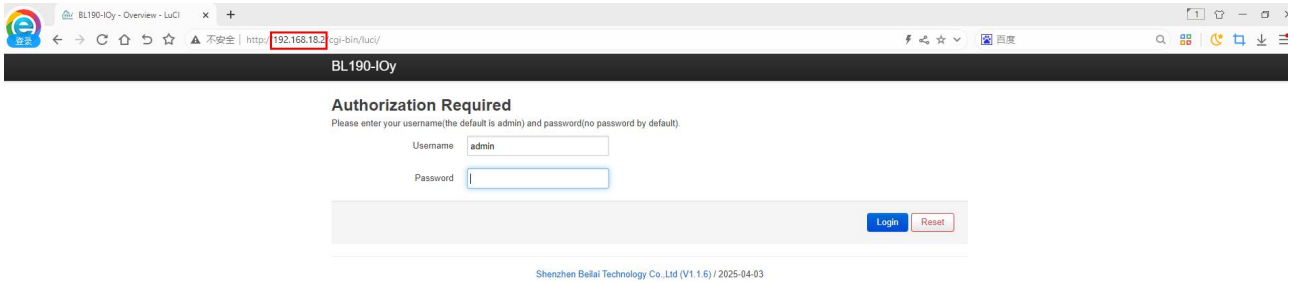 BL190-IOy - Overview - LuCI
1
登录
不安全 | http://192.168.18.2/cgi-bin/luci/
百度
BL190-IOy
Authorization Required
Please enter your username(the default is admin) and password(no password by default).
Username admin
Password
Login Reset
Shenzhen Beilai Technology Co.,Ltd (V1.1.6) / 2025-04-03